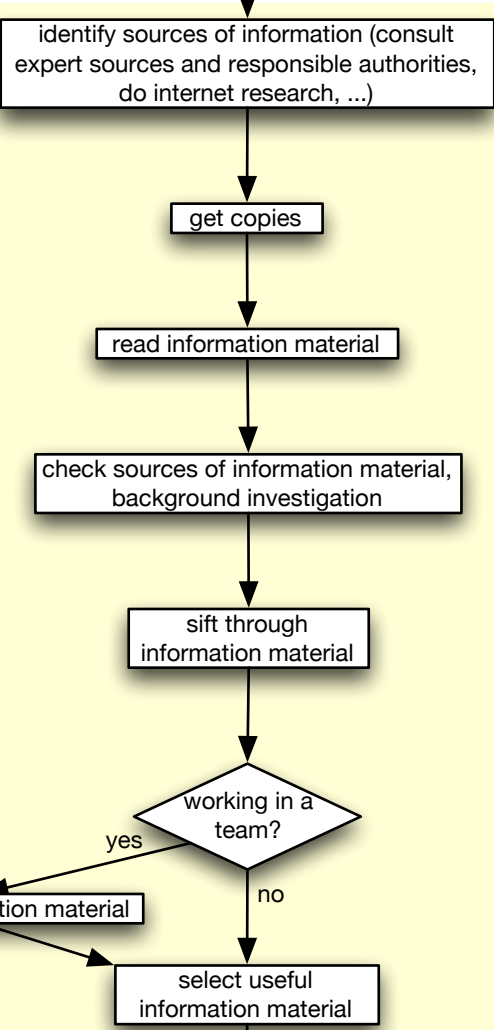 identify sources of information (consult
expert sources and responsible authorities,
do internet research, ...)
get copies
read information material
check sources of information material,
background investigation
sift through
information material
working in a
team?
yes
no
tion material
select useful
information material